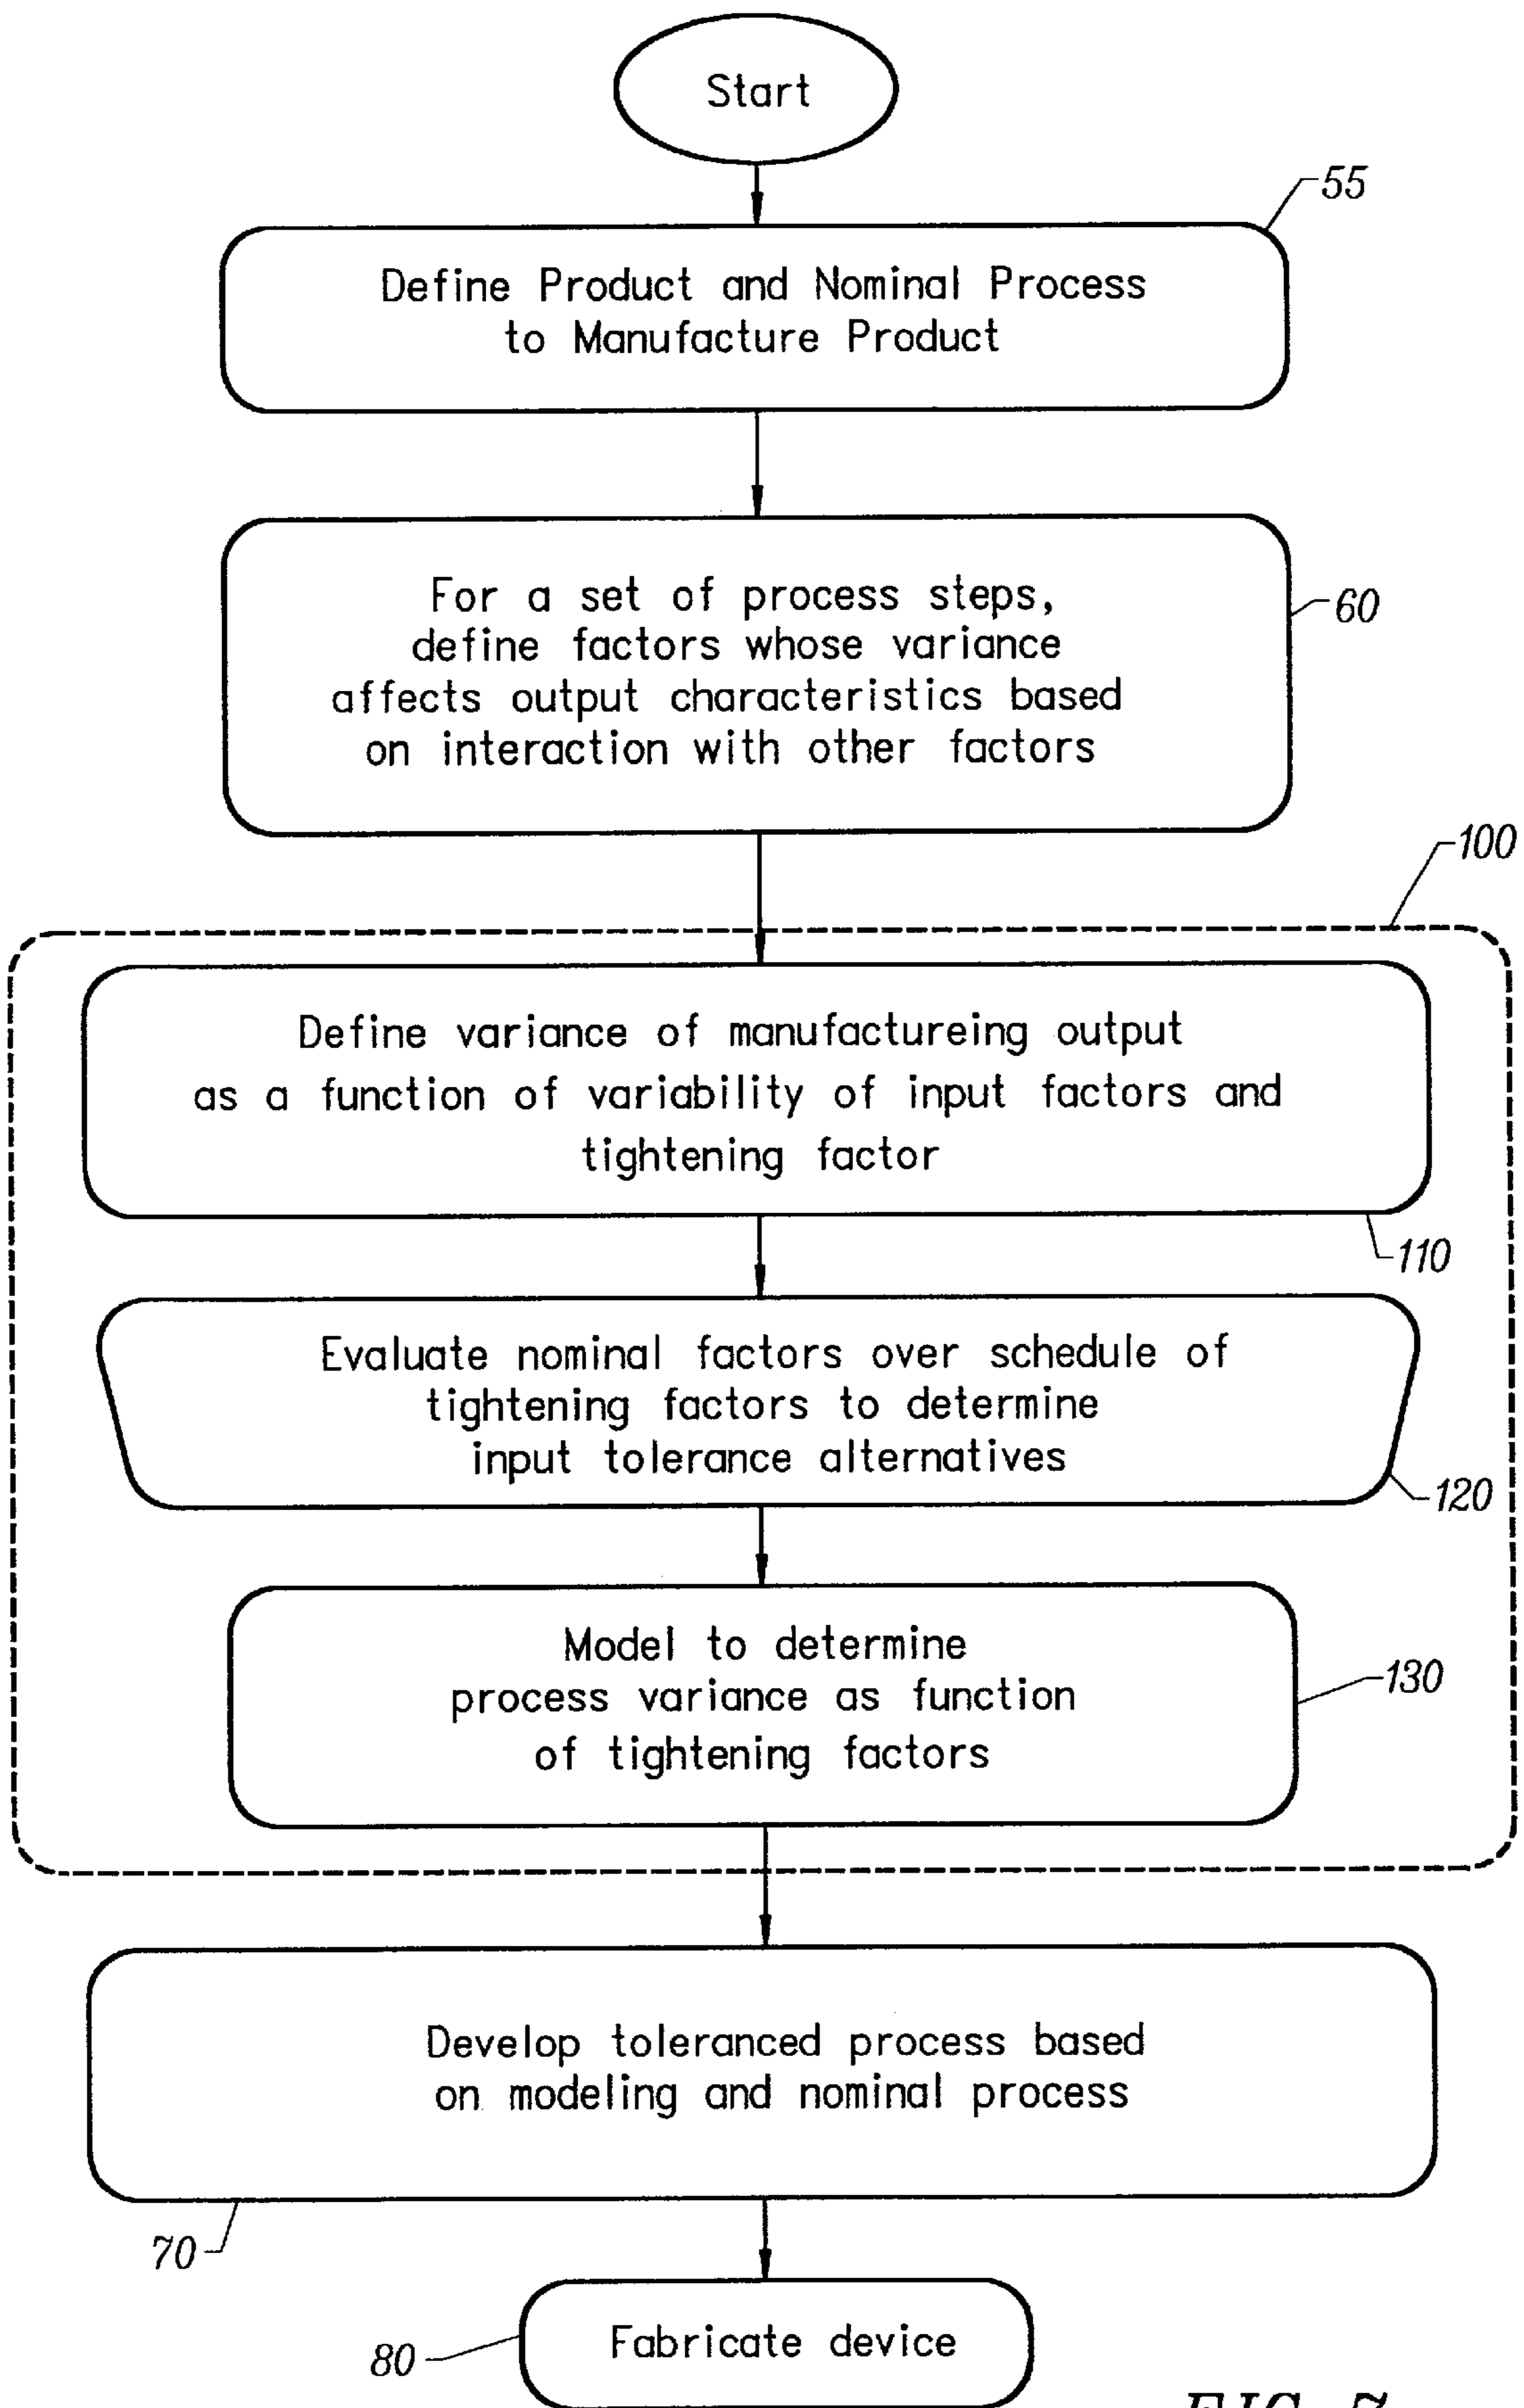 Start
55
Define Product and Nominal Process
to Manufacture Product
For a set of process steps,
define factors whose variance
affects output characteristics based
on interaction with other factors
60
100
Define variance of manufactureing output
as a function of variability of input factors and
tightening factor
110
Evaluate nominal factors over schedule of
tightening factors to determine
input tolerance alternatives
120
Model to determine
process variance as function
of tightening factors
130
Develop toleranced process based
on modeling and nominal process
70
Fabricate device
80